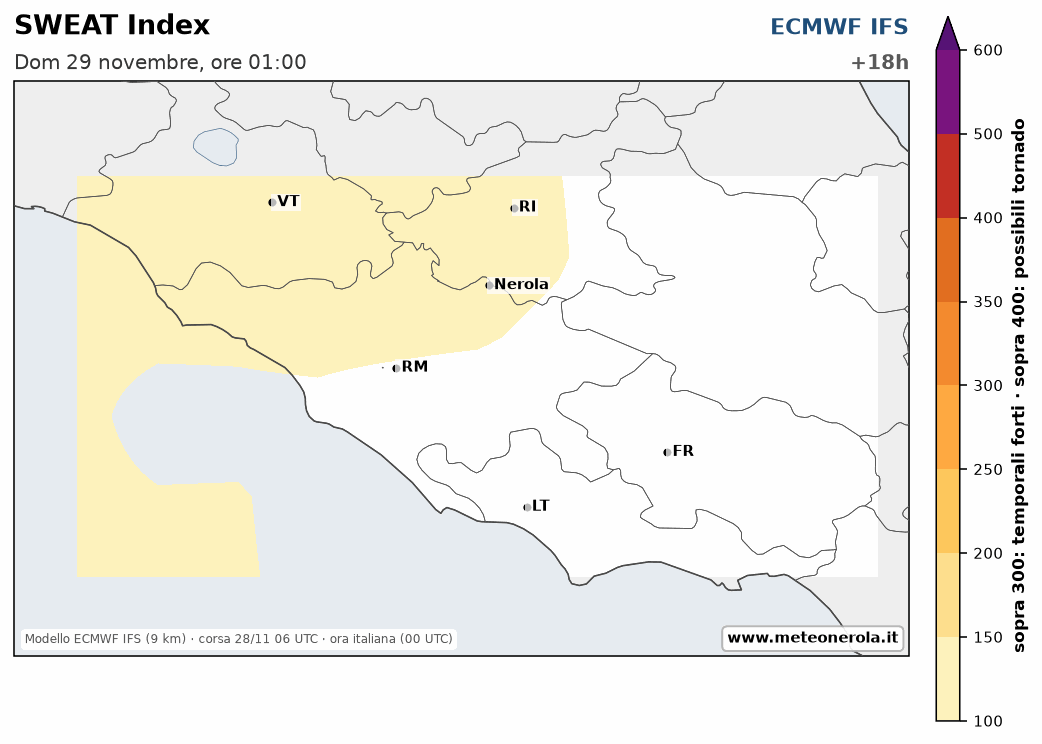 SWEAT Index
ECMWF IFS
Dom 29 novembre, ore 01:00
+18h
VT
RI
Nerola
RM
FR
LT
Modello ECMWF IFS (9 km) · corsa 28/11 06 UTC · ora italiana (00 UTC)
www.meteonerola.it
600
500
400
350
300
250
200
150
100
sopra 300: temporali forti · sopra 400: possibili tornado